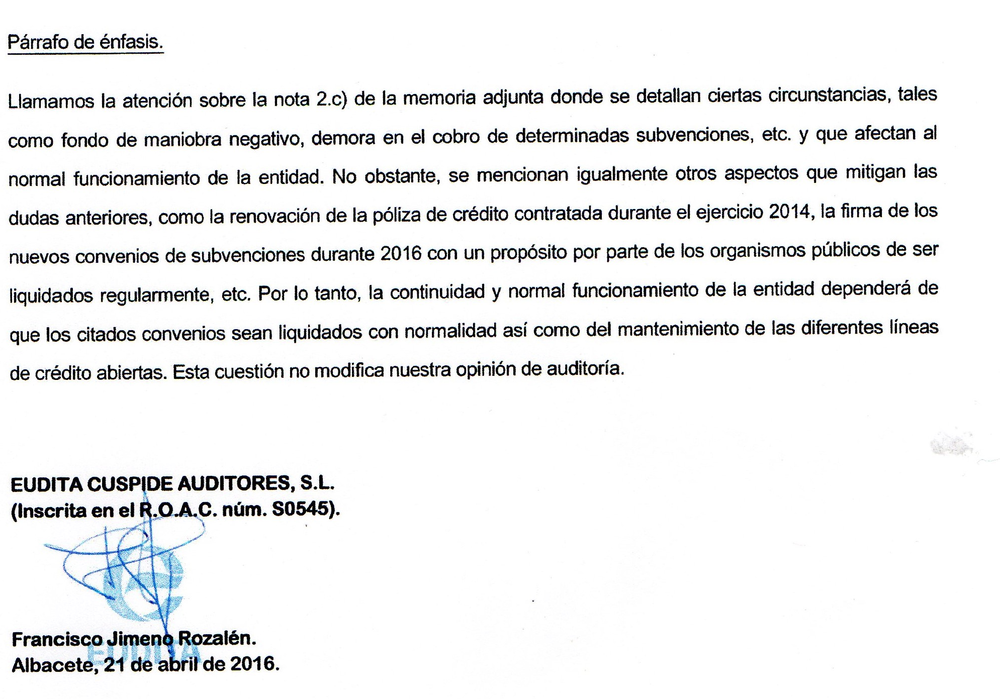 Párrafo de énfasis.
Llamamos la atención sobre la nota 2.c) de la memoria adjunta donde se detallan ciertas circunstancias, tales
como fondo de maniobra negativo, demora en el cobro de determinadas subvenciones, etc. y que afectan al
normal funcionamiento de la entidad. No obstante, se mencionan igualmente otros aspectos que mitigan las
dudas anteriores, como la renovación de la póliza de crédito contratada durante el ejercicio 2014, la firma de los
nuevos convenios de subvenciones durante 2016 con un propósito por parte de los organismos públicos de ser
liquidados regularmente, etc. Por lo tanto, la continuidad y normal funcionamiento de la entidad dependerá de
que los citados convenios sean liquidados con normalidad así como del mantenimiento de las diferentes líneas
de crédito abiertas. Esta cuestión no modifica nuestra opinión de auditoría.
EUDITA CUSPIDE AUDITORES, S.L.
(Inscrita en el R.O.A.C. núm. S0545).
Francisco Jimeno Rozalén.
EUDITA
Albacete, 21 de abril de 2016.